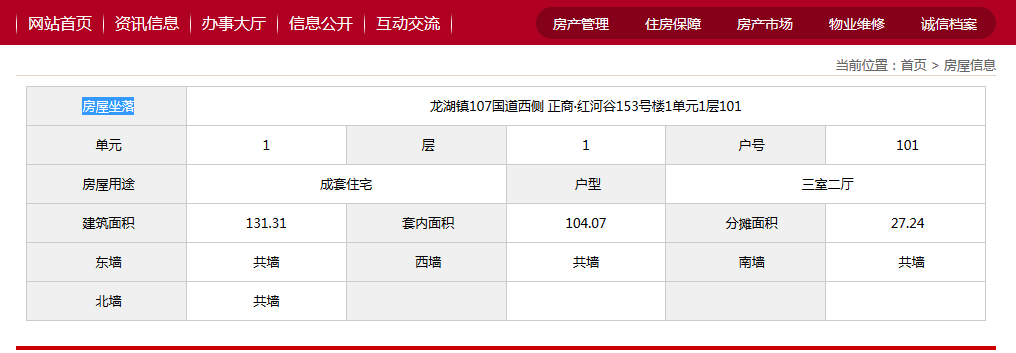 网站首页 资讯信息 办事大厅 信息公开 互动交流 房产管理 住房保障 房产市场 物业维修 诚信档案
当前位置：首页 > 房屋信息
房屋坐落 龙湖镇107国道西侧 正商·红河谷153号楼1单元1层101
单元 1 层 1 户号 101
房屋用途 成套住宅 户型 三室二厅
建筑面积 131.31 套内面积 104.07 分摊面积 27.24
东墙 共墙 西墙 共墙 南墙 共墙
北墙 共墙